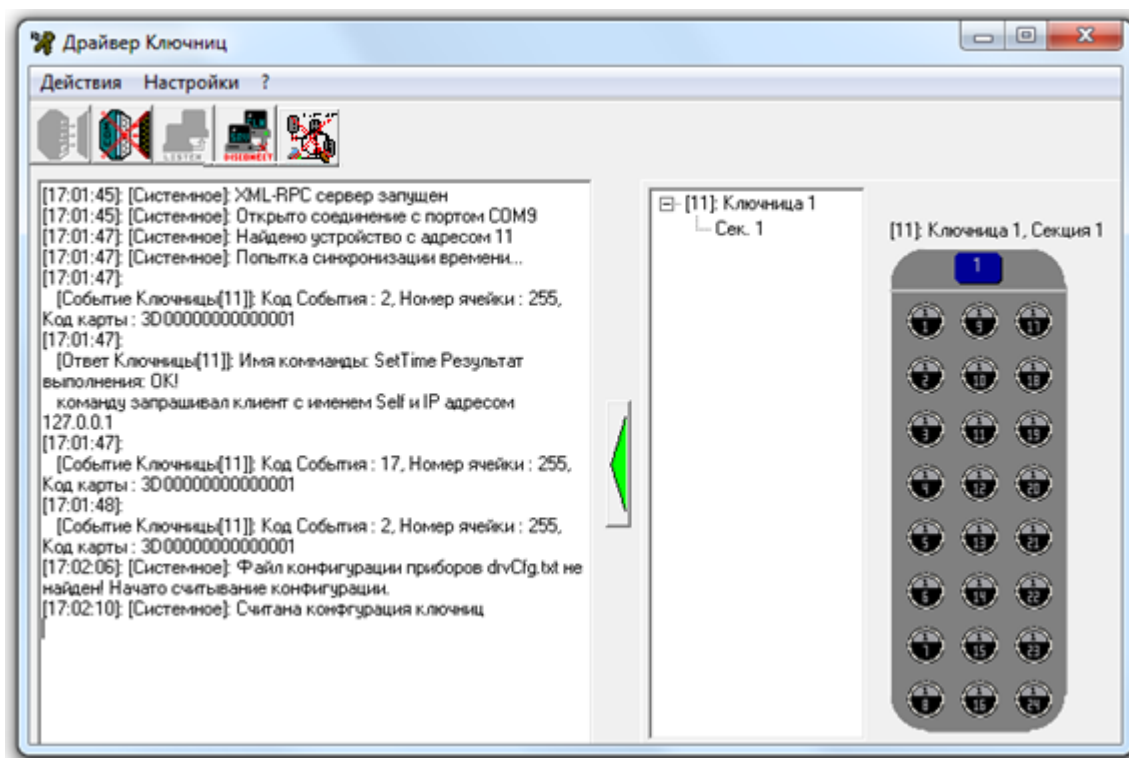 Драйвер Ключниц
Действия Настройки ?
LISTEN
DISCONNECT
[17:01:45]: [Системное]: XML-RPC сервер запущен
[17:01:45]: [Системное]: Открыто соединение с портом COM9
[17:01:47]: [Системное]: Найдено устройство с адресом 11
[17:01:47]: [Системное]: Попытка синхронизации времени...
[17:01:47]:
[Событие Ключницы[11]]: Код События : 2, Номер ячейки : 255,
Код карты : 3D00000000000001
[17:01:47]:
[Ответ Ключницы[11]]: Имя комманды: SetTime Результат
выполнения: OK!
команду запрашивал клиент с именем Self и IP адресом
127.0.0.1
[17:01:47]:
[Событие Ключницы[11]]: Код События : 17, Номер ячейки : 255,
Код карты : 3D00000000000001
[17:01:48]:
[Событие Ключницы[11]]: Код События : 2, Номер ячейки : 255,
Код карты : 3D00000000000001
[17:02:06]: [Системное]: Файл конфигурации приборов drvCfg.txt не
найден! Начато считывание конфигурации.
[17:02:10]: [Системное]: Считана конфгурация ключниц
[11]: Ключница 1
Сек. 1
[11]: Ключница 1, Секция 1
1
1 9 17
2 10 18
3 11 19
4 12 20
5 13 21
6 14 22
7 15 23
8 16 24